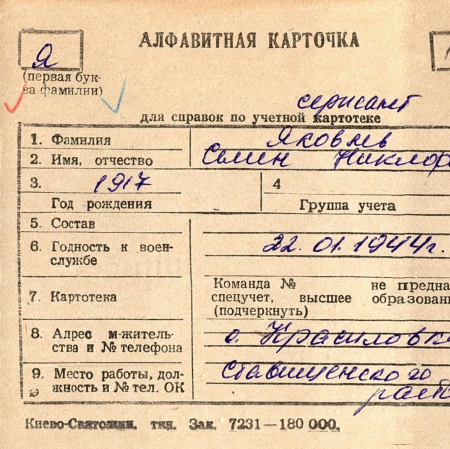 Я
АЛФАВИТНАЯ КАРТОЧКА
(первая бук-
ва фамилии)
сержант
для справок по учетной картотеке
1. Фамилия Яковлев
2. Имя, отчество Семен
3. 1917 4
Год рождения Группа учета
5. Состав
6. Годность к воен-
службе
22.01.1944г.
7. Картотека
Команда № не предна
спецучет, высшее образовани
(подчеркнуть)
8. Адрес м-житель-
ства и № телефона
с. Красиловка
9. Место работы, дол-
жность и № тел. ОК
Ставищенского
Киево-Святошин, тип. Зак. 7231—180 000.